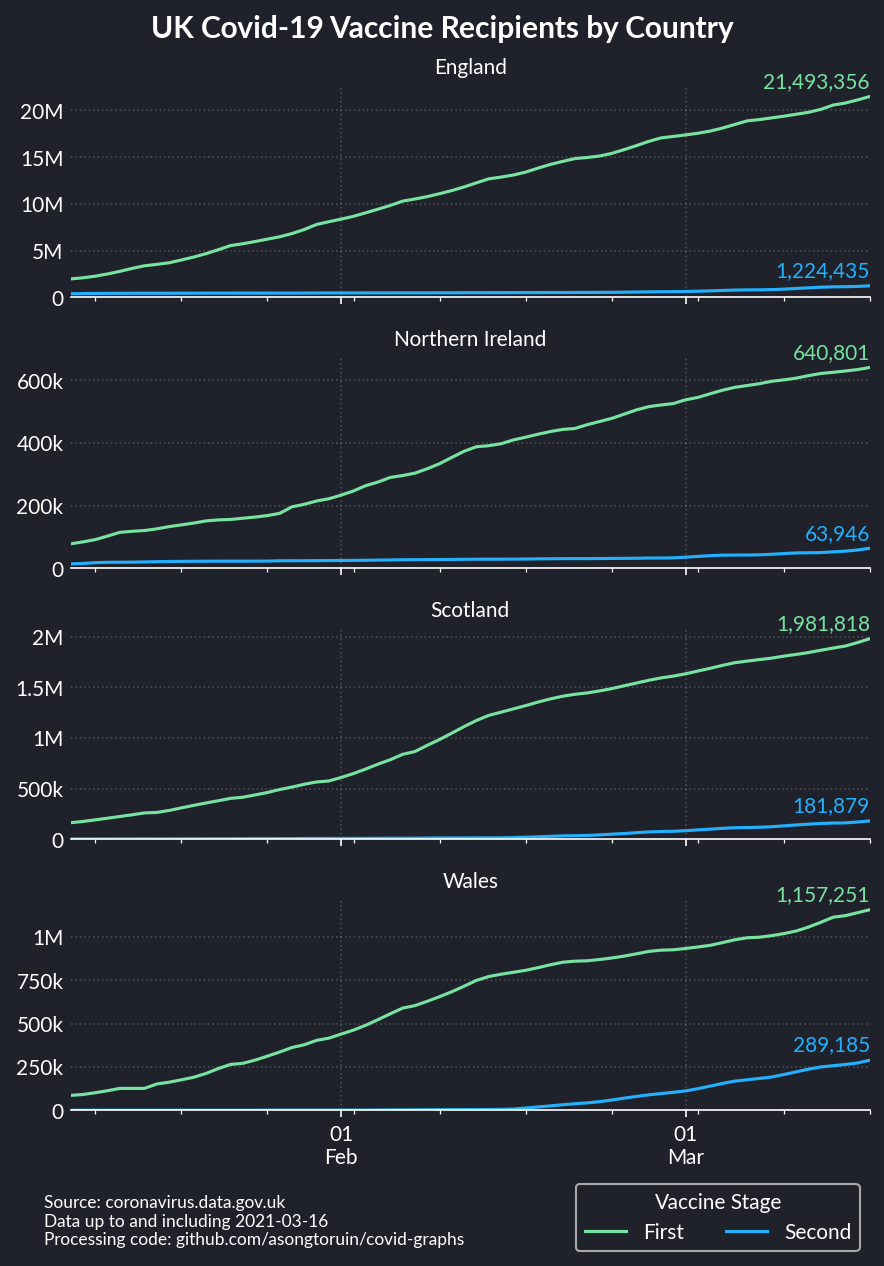 UK Covid-19 Vaccine Recipients by Country
England
21,493,356
20M
15M
10M
5M
1,224,435
0
Northern Ireland
640,801
600k
400k
200k
63,946
0
Scotland
1,981,818
2M
1.5M
1M
500k
181,879
0
Wales
1,157,251
1M
750k
500k
289,185
250k
0
01 01
Feb Mar
Source: coronavirus.data.gov.uk
Data up to and including 2021-03-16
Processing code: github.com/asongtoruin/covid-graphs
Vaccine Stage
First Second